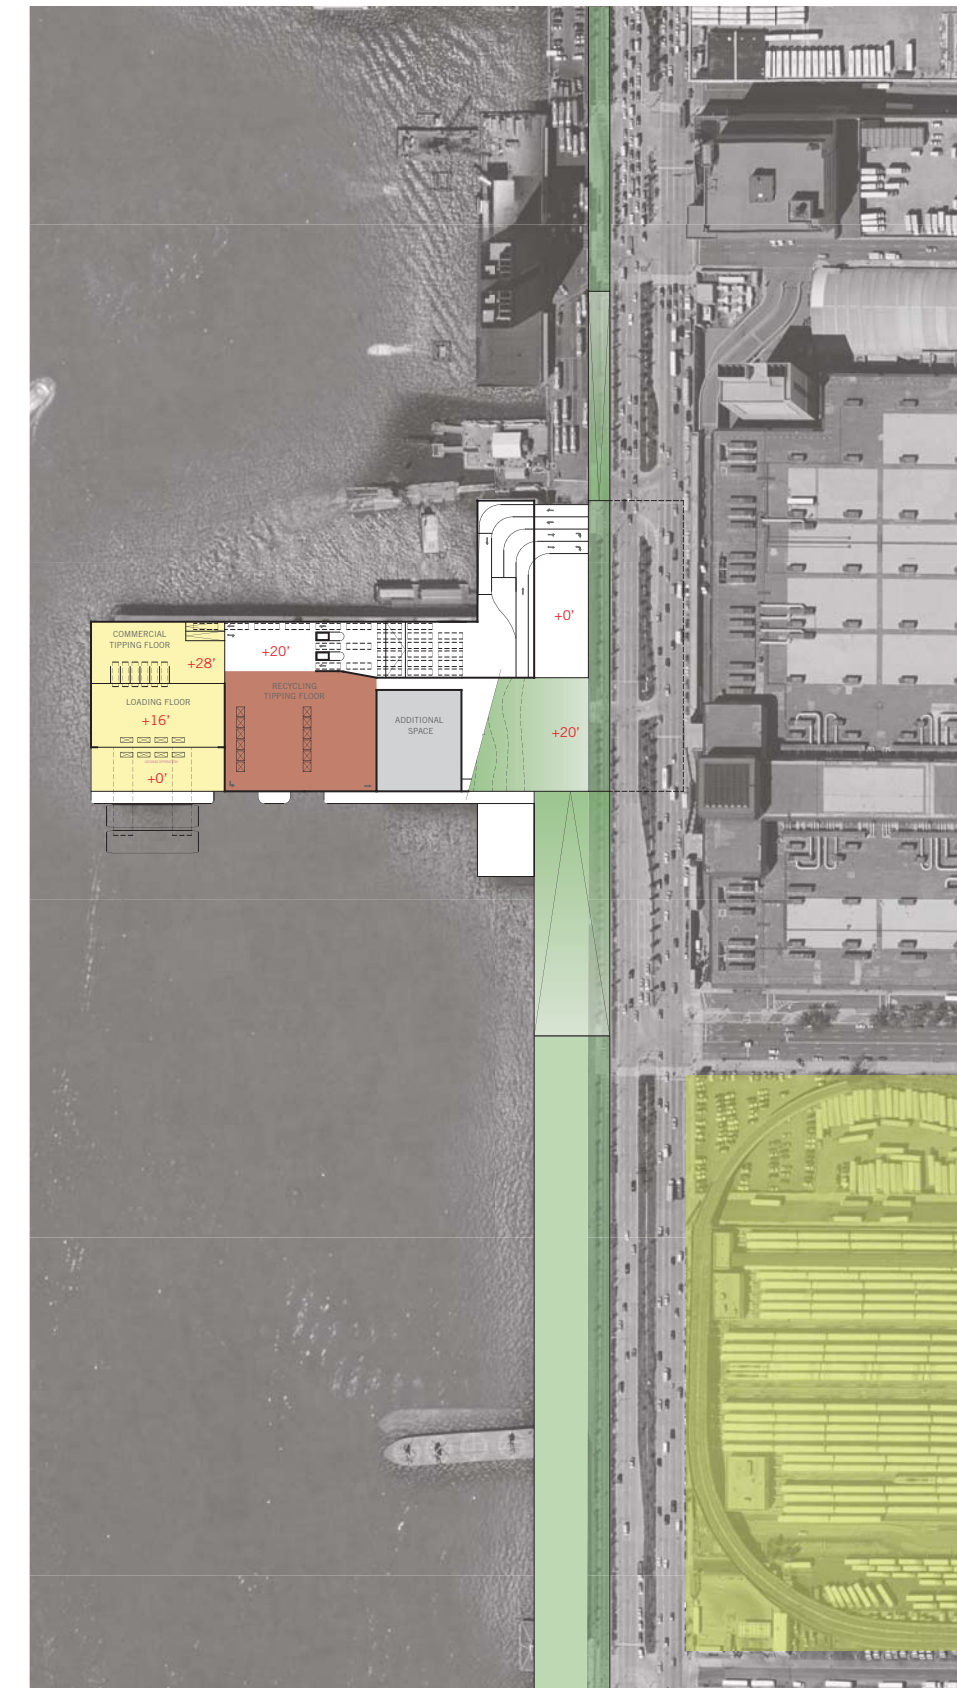 +0'
COMMERCIAL
TIPPING FLOOR
+28'
+20'
RECYCLING
TIPPING FLOOR
LOADING FLOOR
+16'
ADDITIONAL
SPACE
+20'
+0'